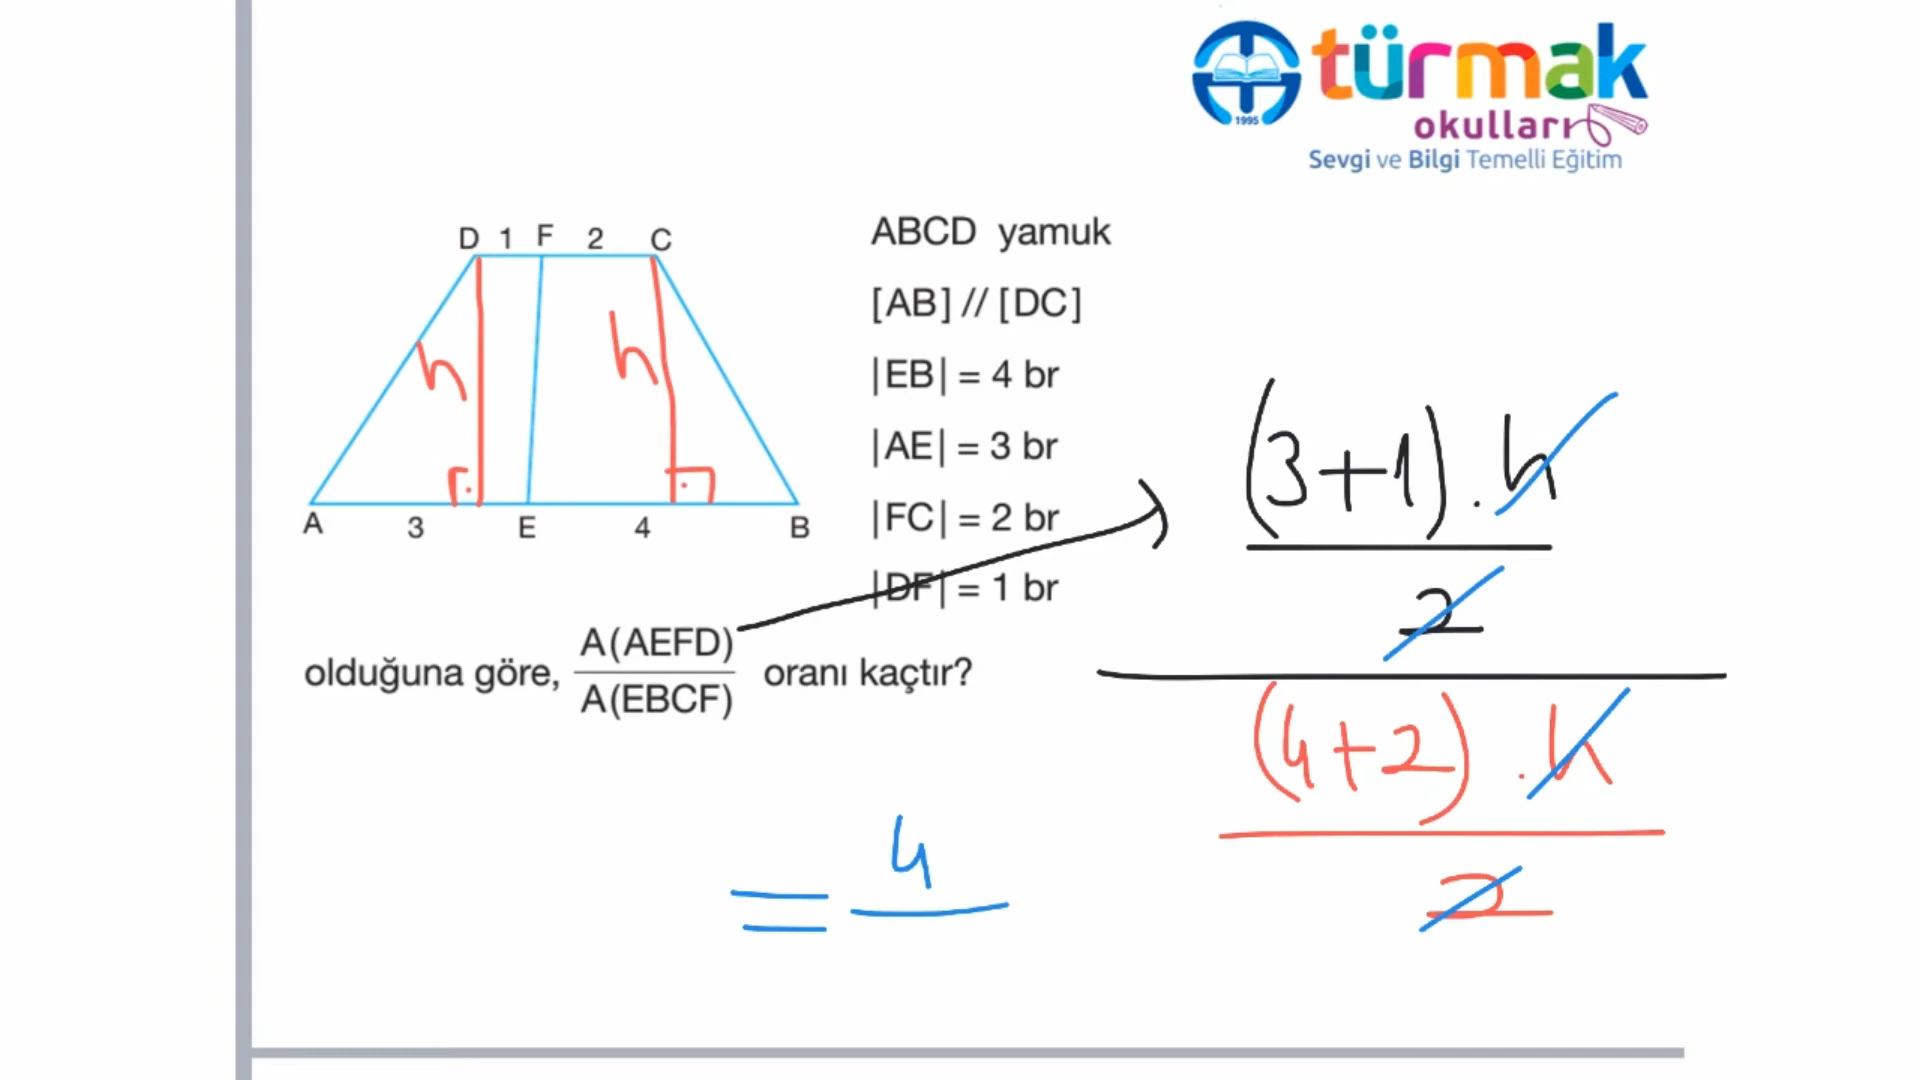 1995
türmak
okulları
Sevgi ve Bilgi Temelli Eğitim
D 1 F 2 C
h h
A 3 E 4 B
ABCD yamuk
[AB] // [DC]
|EB| = 4 br
|AE| = 3 br
|FC| = 2 br
|DF| = 1 br
olduğuna göre, A(AEFD) / A(EBCF) oranı kaçtır?
(3+1).h
2
(4+2).h
2
= 4